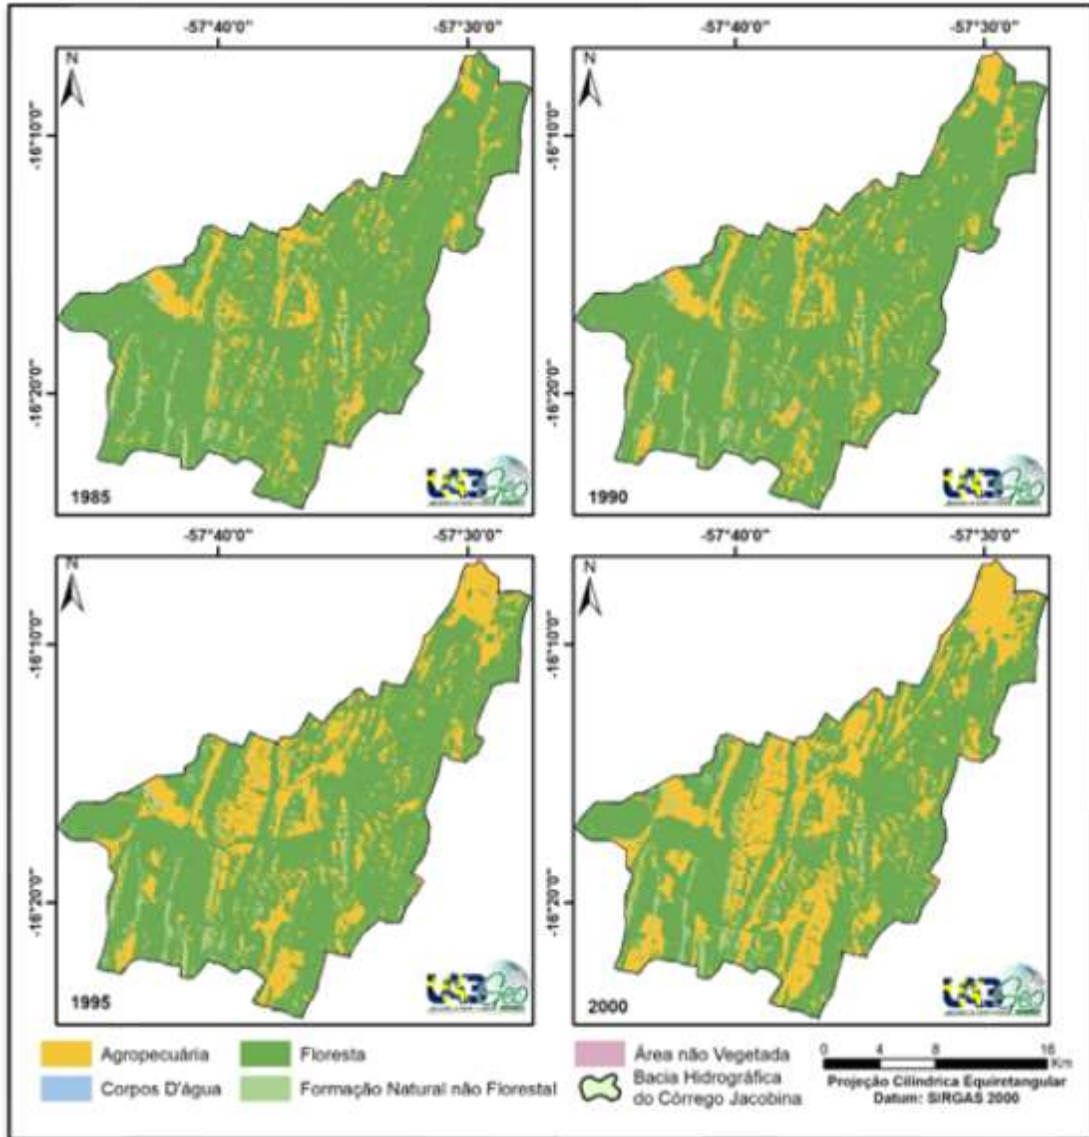 -57°40'0"
-57°30'0"
-57°40'0"
-57°30'0"
N
-16°10'0"
-16°20'0"
1985
N
-16°10'0"
-16°20'0"
1990
-57°40'0"
-57°30'0"
-57°40'0"
-57°30'0"
N
-16°10'0"
-16°20'0"
1995
N
-16°10'0"
-16°20'0"
2000
Agropecuária
Floresta
Área não Vegetada
Corpos D'água
Formação Natural não Florestal
Bacia Hidrográfica
do Córrego Jacobina
0 4 8 16
Km
Projeção Cilíndrica Equiretangular
Datum: SIRGAS 2000